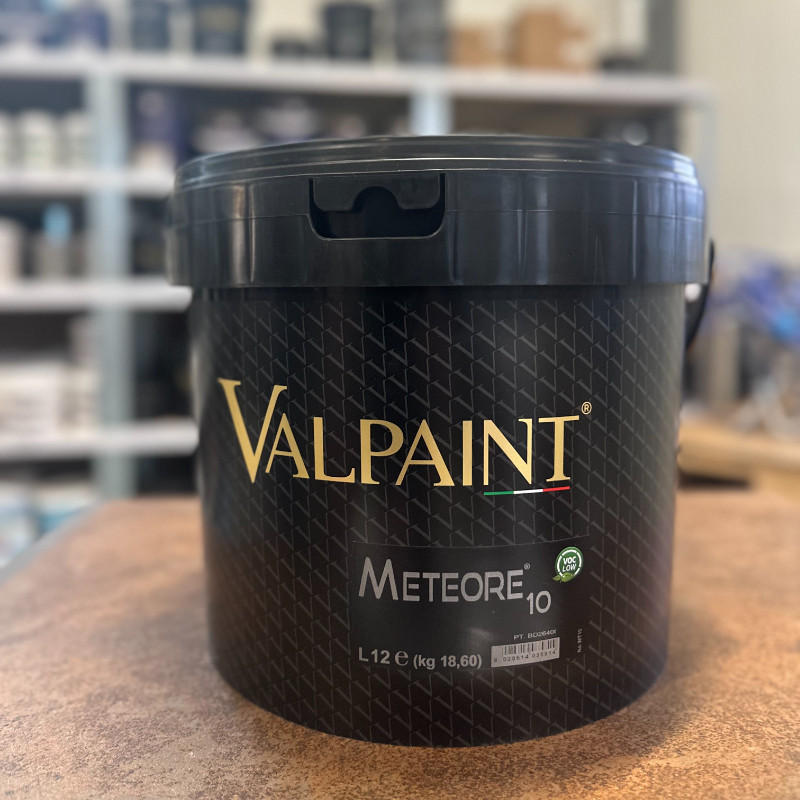 VALPAINT®
METEORE® 10
VOC
LOW
L 12 e (kg 18,60)